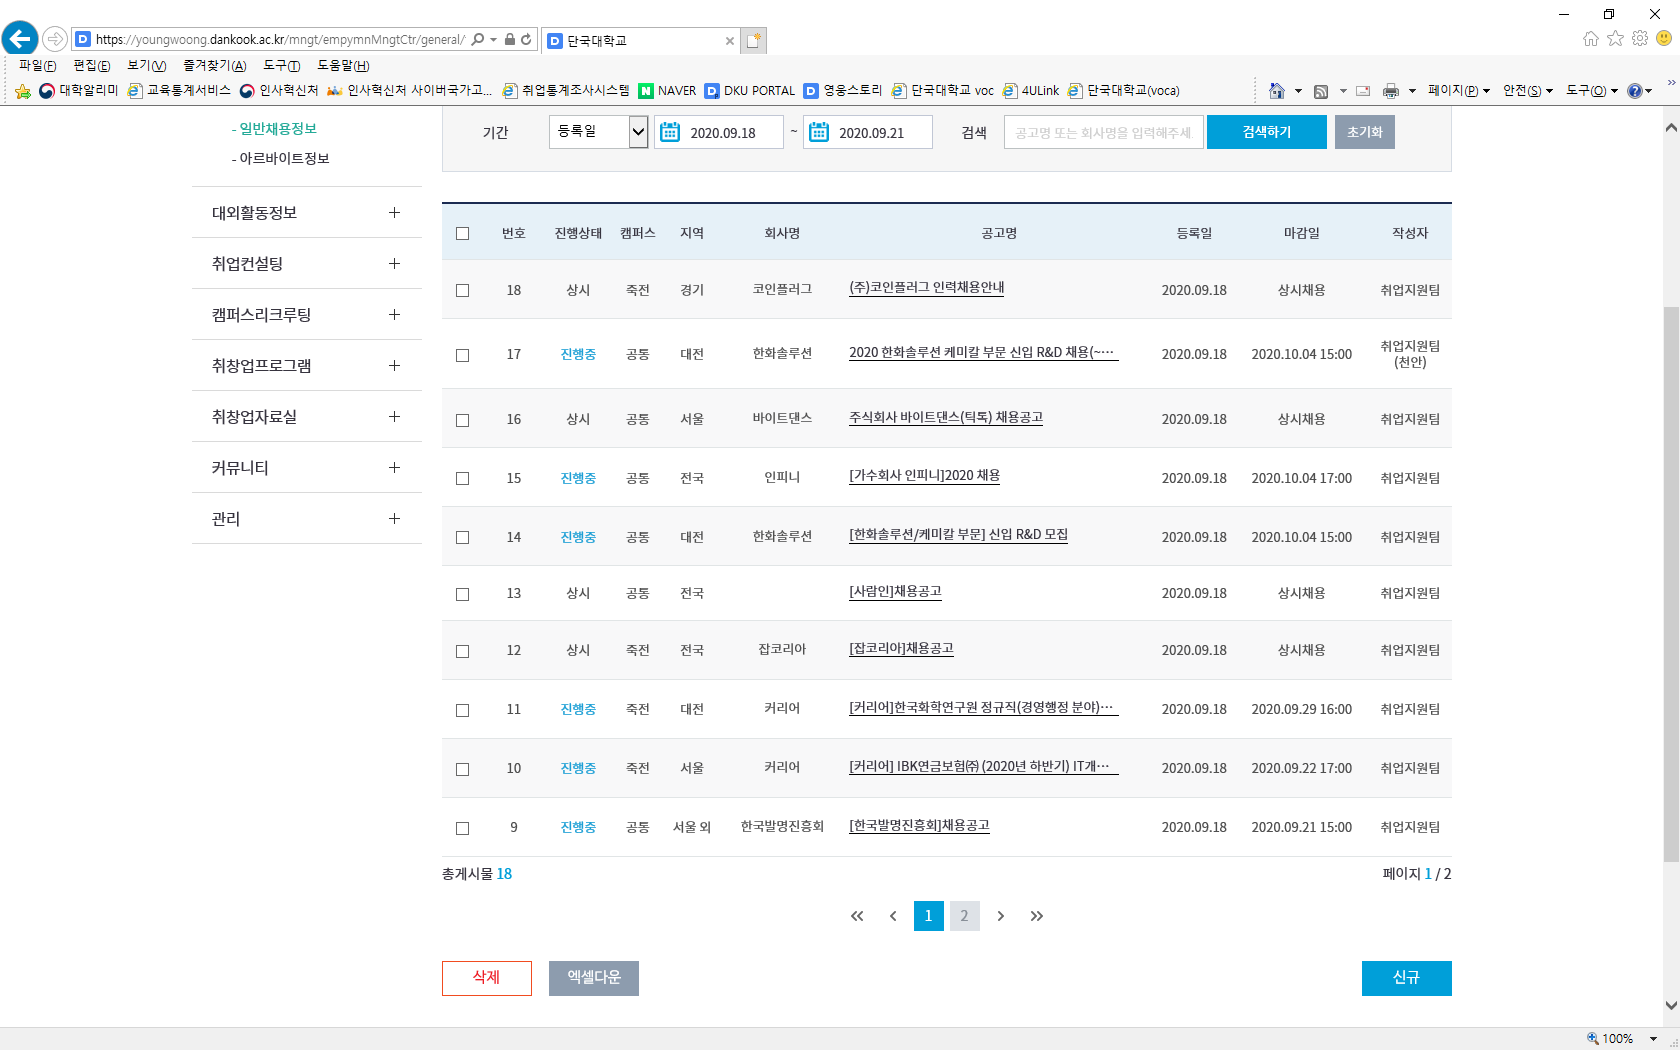 https://youngwoong.dankook.ac.kr/mngt/empymnMngtCtr/general/
단국대학교
파일(F) 편집(E) 보기(V) 즐겨찾기(A) 도구(T) 도움말(H)
대학알리미 교육통계서비스 인사혁신처 인사혁신처 사이버국가고... 취업통계조사시스템 NAVER DKU PORTAL 영웅스토리 단국대학교 voc 4ULink 단국대학교(voca)
페이지(P) 안전(S) 도구(O)
- 일반채용정보
- 아르바이트정보
대외활동정보
취업컨설팅
캠퍼스리크루팅
취창업프로그램
취창업자료실
커뮤니티
관리
기간 등록일 2020.09.18 ~ 2020.09.21 검색 공고명 또는 회사명을 입력해주세. 검색하기 초기화
번호 진행상태 캠퍼스 지역 회사명 공고명 등록일 마감일 작성자
18 상시 죽전 경기 코인플러그 (주)코인플러그 인력채용안내 2020.09.18 상시채용 취업지원팀
17 진행중 공통 대전 한화솔루션 2020 한화솔루션 케미칼 부문 신입 R&D 채용(~... 2020.09.18 2020.10.04 15:00 취업지원팀
(천안)
16 상시 공통 서울 바이트댄스 주식회사 바이트댄스(틱톡) 채용공고 2020.09.18 상시채용 취업지원팀
15 진행중 공통 전국 인피니 [가수회사 인피니]2020 채용 2020.09.18 2020.10.04 17:00 취업지원팀
14 진행중 공통 대전 한화솔루션 [한화솔루션/케미칼 부문] 신입 R&D 모집 2020.09.18 2020.10.04 15:00 취업지원팀
13 상시 공통 전국 [사람인]채용공고 2020.09.18 상시채용 취업지원팀
12 상시 죽전 전국 잡코리아 [잡코리아]채용공고 2020.09.18 상시채용 취업지원팀
11 진행중 죽전 대전 커리어 [커리어]한국화학연구원 정규직(경영행정 분야)... 2020.09.18 2020.09.29 16:00 취업지원팀
10 진행중 죽전 서울 커리어 [커리어] IBK연금보험㈜ (2020년 하반기) IT개... 2020.09.18 2020.09.22 17:00 취업지원팀
9 진행중 공통 서울 외 한국발명진흥회 [한국발명진흥회]채용공고 2020.09.18 2020.09.21 15:00 취업지원팀
총게시물 18 페이지 1 / 2
1 2
삭제 엑셀다운 신규
100%